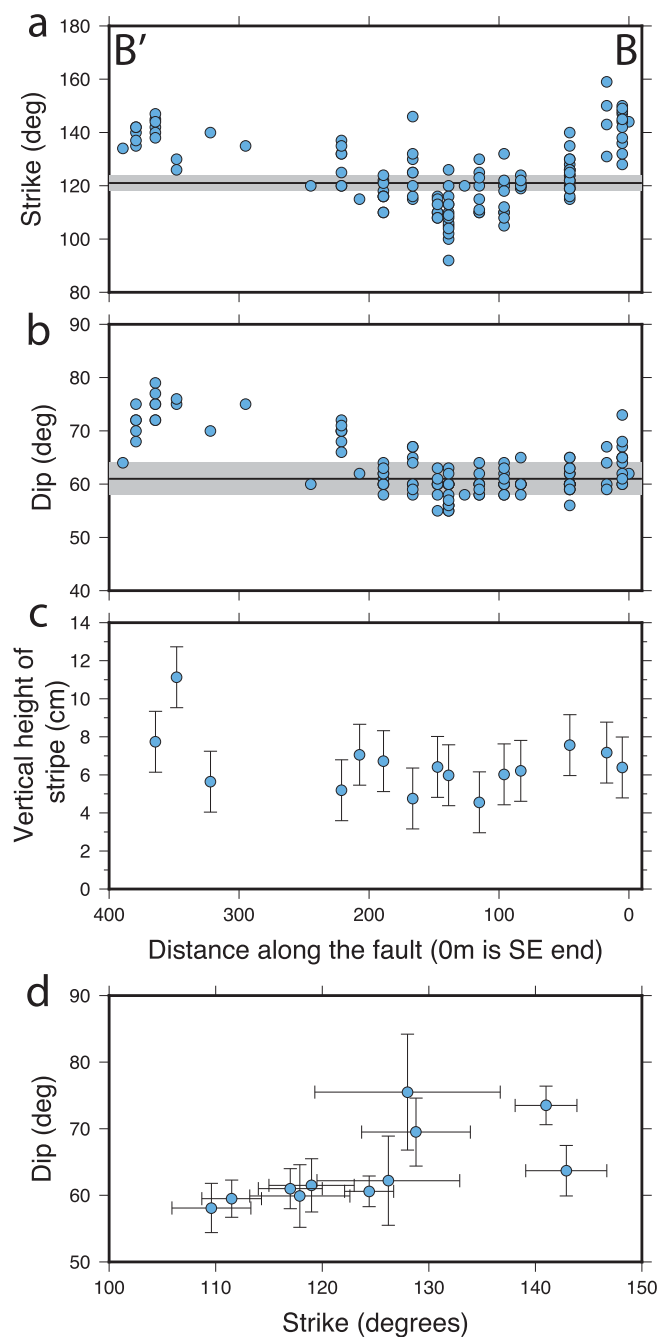 a
B′
B
180
160
140
120
100
80
Strike (deg)
b
90
80
70
60
50
40
Dip (deg)
c
14
12
10
8
6
4
2
0
Vertical height of
stripe (cm)
400
300
200
100
0
Distance along the fault (0m is SE end)
d
90
80
70
60
50
Dip (deg)
100
110
120
130
140
150
Strike (degrees)